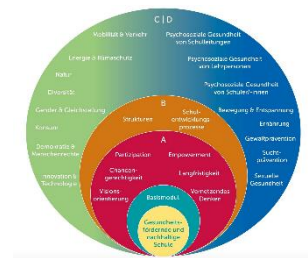 C | D
Mobilität & Verkehr
Psychosoziale Gesundheit
von Schulleitungen
Energie & Klimaschutz
Psychosoziale Gesundheit
von Lehrpersonen
Natur
Psychosoziale Gesundheit
von Schüler/-innen
Diversität
B
Gender & Gleichstellung
Strukturen
Schul-
entwicklungs-
prozesse
Bewegung & Entspannung
Konsum
Ernährung
A
Gewaltprävention
Demokratie &
Menschenrechte
Partizipation
Empowerment
Sucht-
prävention
Chancen-
gerechtigkeit
Langfristigkeit
Innovation &
Technologie
Sexuelle
Gesundheit
Visions-
orientierung
Basismodul
Vernetzendes
Denken
Gesundheits-
fördernde und
nachhaltige
Schule